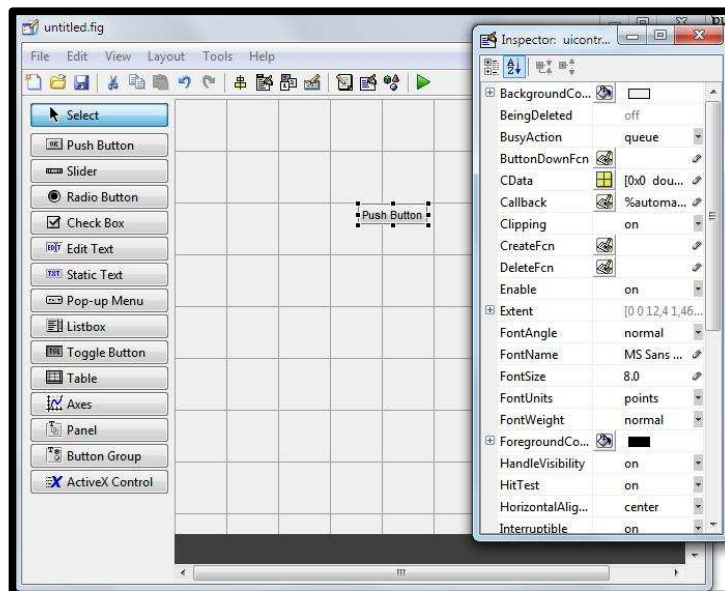 untitled.fig
File Edit View Layout Tools Help
Select
OK Push Button
Slider
Radio Button
Check Box
Edit Text
TXT Static Text
Pop-up Menu
Listbox
TGL Toggle Button
Table
Axes
Panel
Button Group
ActiveX Control
Push Button
Inspector: uicontr...
BackgroundCo...
BeingDeleted off
BusyAction queue
ButtonDownFcn
CData [0x0 dou...
Callback %automa...
Clipping on
CreateFcn
DeleteFcn
Enable on
Extent [0 0 12,4 1,46...
FontAngle normal
FontName MS Sans ...
FontSize 8.0
FontUnits points
FontWeight normal
ForegroundCo...
HandleVisibility on
HitTest on
HorizontalAlig... center
Interruptible on